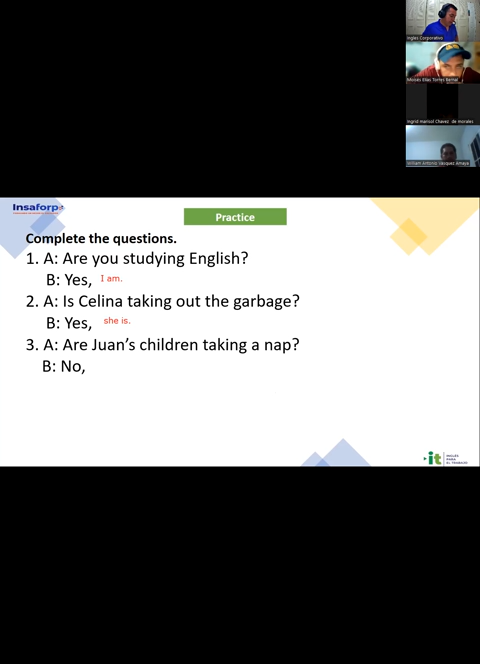 Ingles Corporativo
Moises Elias Torres Bernal
Ingrid marisol Chavez de morales
William Antonio Vasquez Amaya
Insaforp
Practice
Complete the questions.
1. A: Are you studying English?
B: Yes, I am.
2. A: Is Celina taking out the garbage?
B: Yes, she is.
3. A: Are Juan’s children taking a nap?
B: No,
it
INGLÉS
PARA
EL TRABAJO